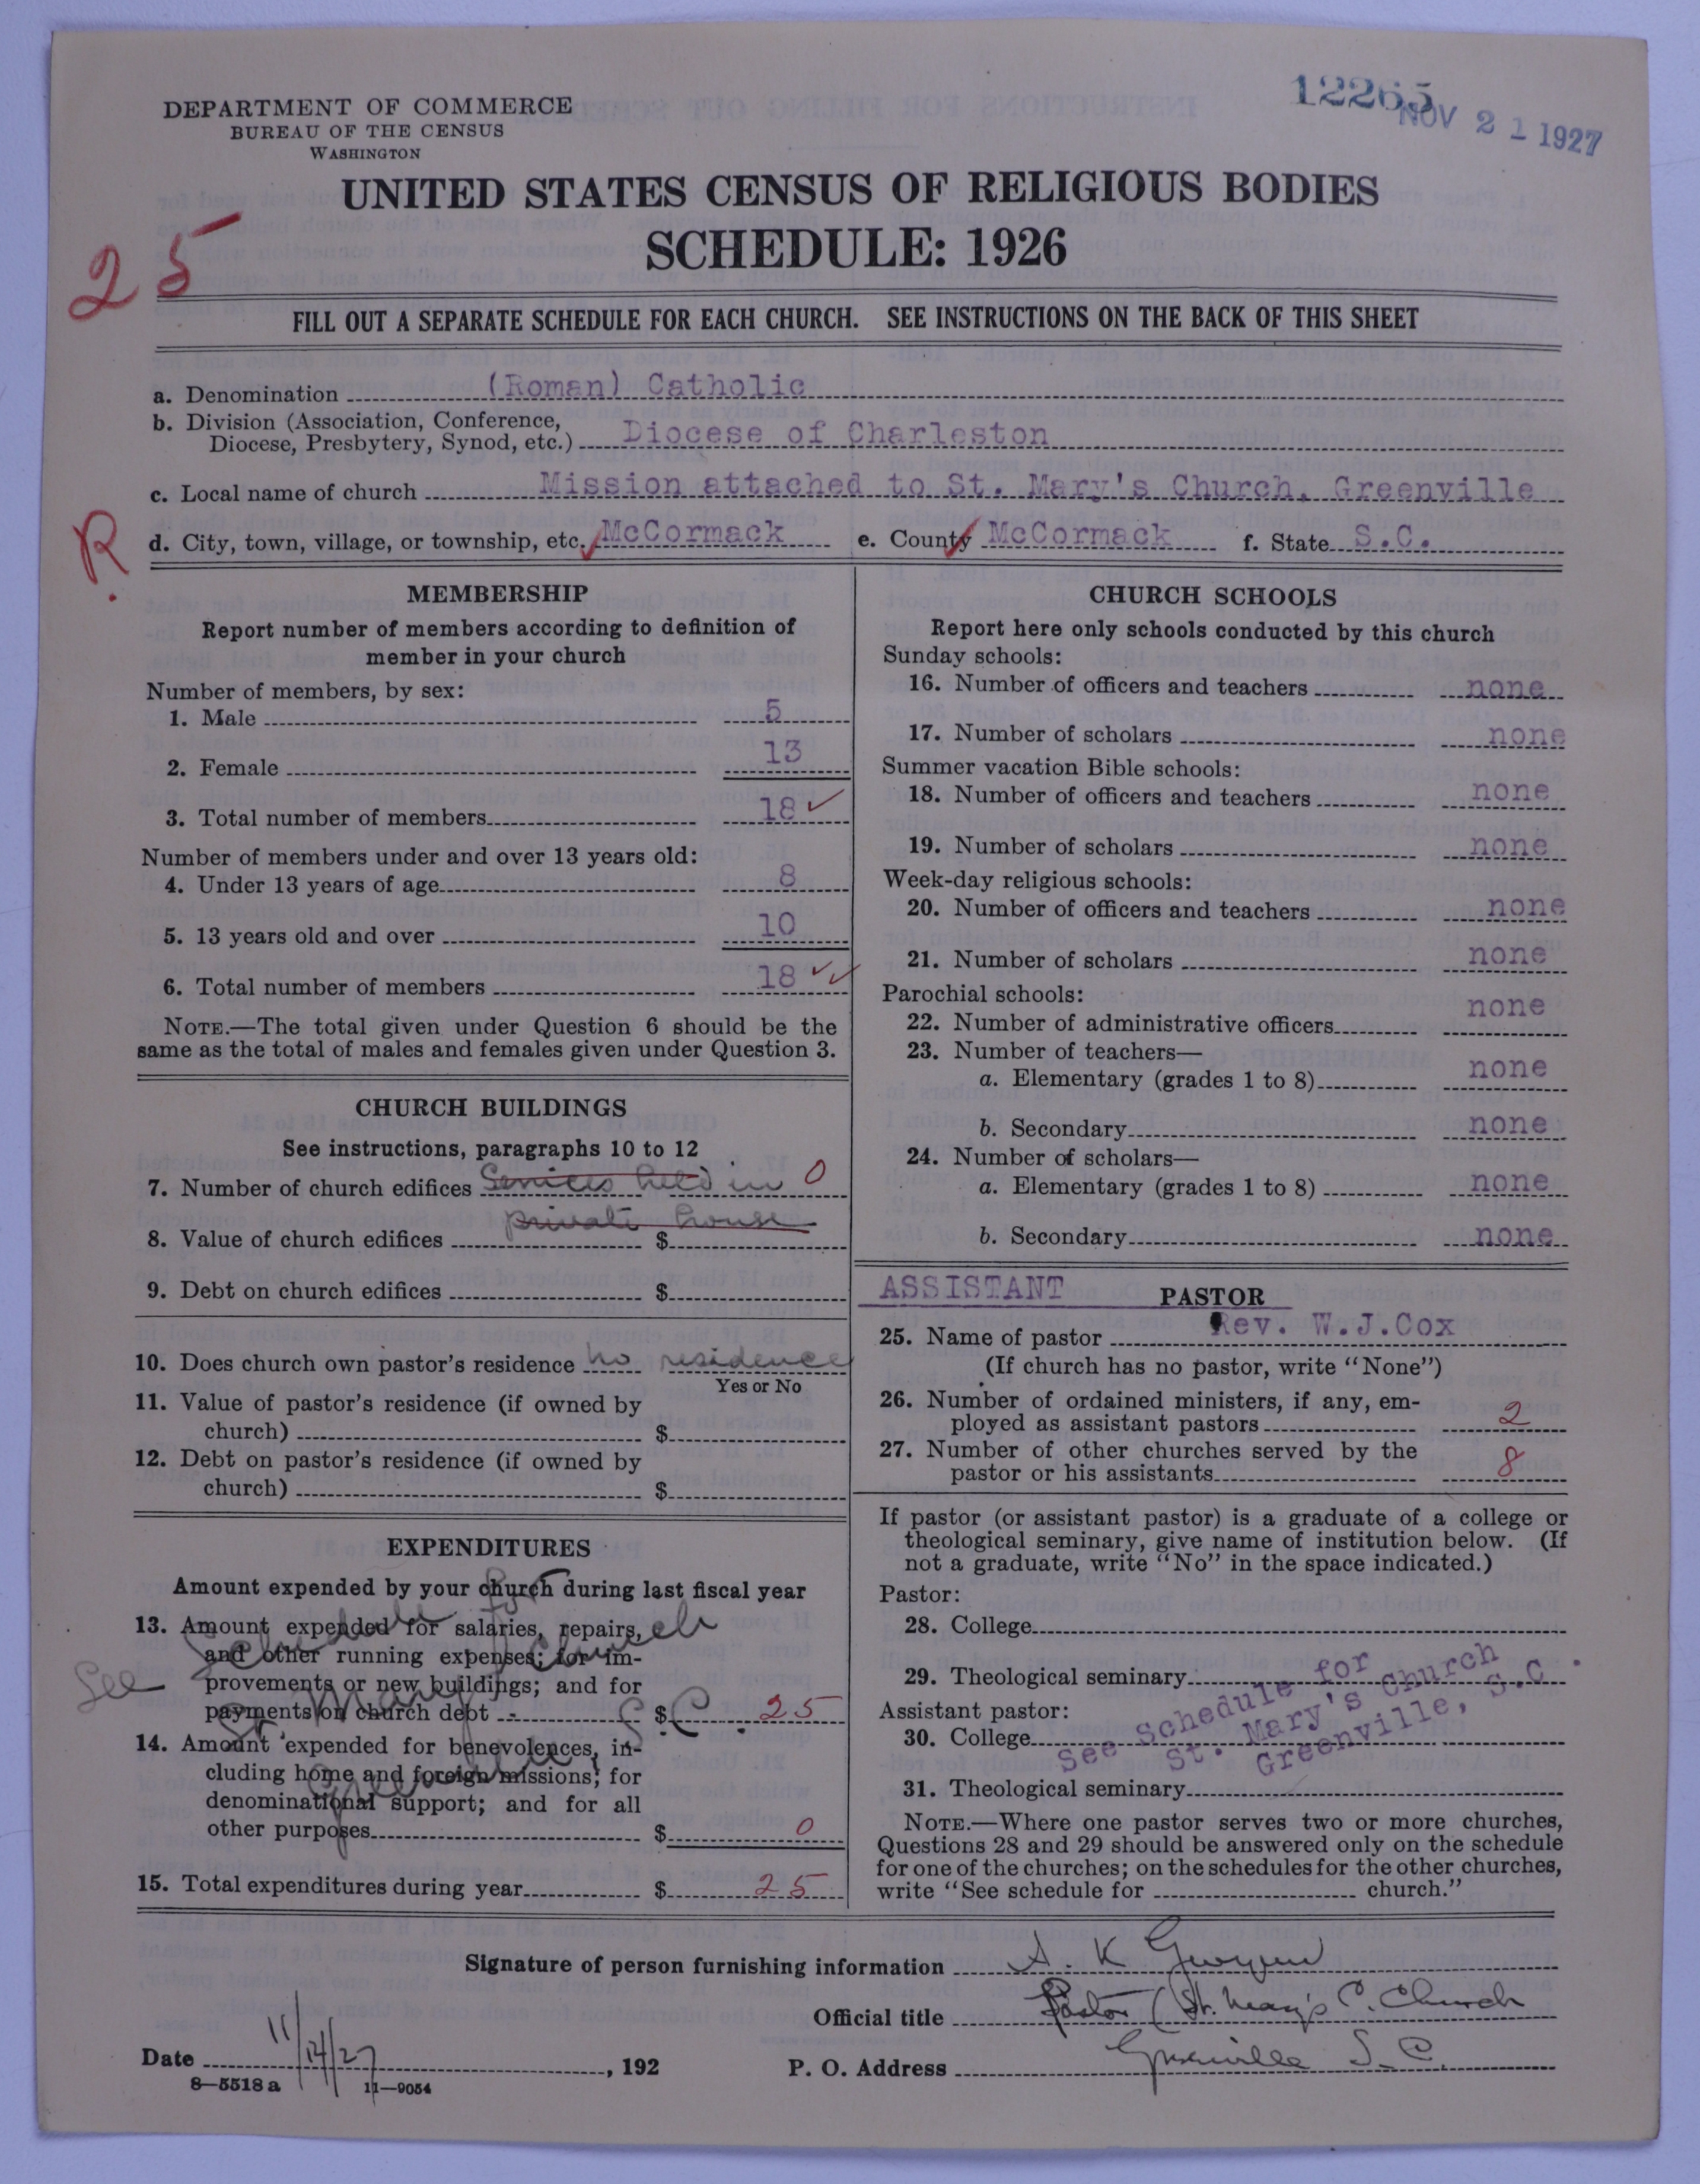 12265
NOV 21 1927
DEPARTMENT OF COMMERCE
BUREAU OF THE CENSUS
WASHINGTON
UNITED STATES CENSUS OF RELIGIOUS BODIES
SCHEDULE: 1926
25
FILL OUT A SEPARATE SCHEDULE FOR EACH CHURCH. SEE INSTRUCTIONS ON THE BACK OF THIS SHEET
a. Denomination (Roman) Catholic
b. Division (Association, Conference,
Diocese, Presbytery, Synod, etc.) Diocese of Charleston
c. Local name of church Mission attached to St. Mary's Church, Greenville
R.
d. City, town, village, or township, etc. McCormack e. County McCormack f. State S.C.
MEMBERSHIP
Report number of members according to definition of
member in your church
Number of members, by sex:
1. Male 5
2. Female 13
3. Total number of members 18 ✓
Number of members under and over 13 years old:
4. Under 13 years of age 8
5. 13 years old and over 10
6. Total number of members 18 ✓✓
NOTE.—The total given under Question 6 should be the
same as the total of males and females given under Question 3.
CHURCH BUILDINGS
See instructions, paragraphs 10 to 12
7. Number of church edifices Services held in 0
private house
8. Value of church edifices $
9. Debt on church edifices $
10. Does church own pastor's residence no residence
Yes or No
11. Value of pastor's residence (if owned by
church) $
12. Debt on pastor's residence (if owned by
church) $
EXPENDITURES
Amount expended by your church during last fiscal year
13. Amount expended for salaries, repairs,
and other running expenses; for im-
provements or new buildings; and for
payments on church debt $ 25
14. Amount expended for benevolences, in-
cluding home and foreign missions; for
denominational support; and for all
other purposes $ 0
15. Total expenditures during year $ 25
See Schedule for
St. Mary's Church
Greenville S.C.
CHURCH SCHOOLS
Report here only schools conducted by this church
Sunday schools:
16. Number of officers and teachers none
17. Number of scholars none
Summer vacation Bible schools:
18. Number of officers and teachers none
19. Number of scholars none
Week-day religious schools:
20. Number of officers and teachers none
21. Number of scholars none
Parochial schools:
22. Number of administrative officers none
23. Number of teachers—
a. Elementary (grades 1 to 8) none
b. Secondary none
24. Number of scholars—
a. Elementary (grades 1 to 8) none
b. Secondary none
ASSISTANT PASTOR
25. Name of pastor Rev. W.J.Cox
(If church has no pastor, write "None")
26. Number of ordained ministers, if any, em-
ployed as assistant pastors 2
27. Number of other churches served by the
pastor or his assistants 8
If pastor (or assistant pastor) is a graduate of a college or
theological seminary, give name of institution below. (If
not a graduate, write "No" in the space indicated.)
Pastor:
28. College
29. Theological seminary
Assistant pastor:
30. College
31. Theological seminary
See Schedule for
St. Mary's Church
Greenville, S.C.
NOTE.—Where one pastor serves two or more churches,
Questions 28 and 29 should be answered only on the schedule
for one of the churches; on the schedules for the other churches,
write "See schedule for church."
Signature of person furnishing information A. K Gwynn
Official title Pastor (St. Mary's C. Church
Date 11/14/27, 192 P. O. Address Greenville S.C.
8—5518 a 11—9054